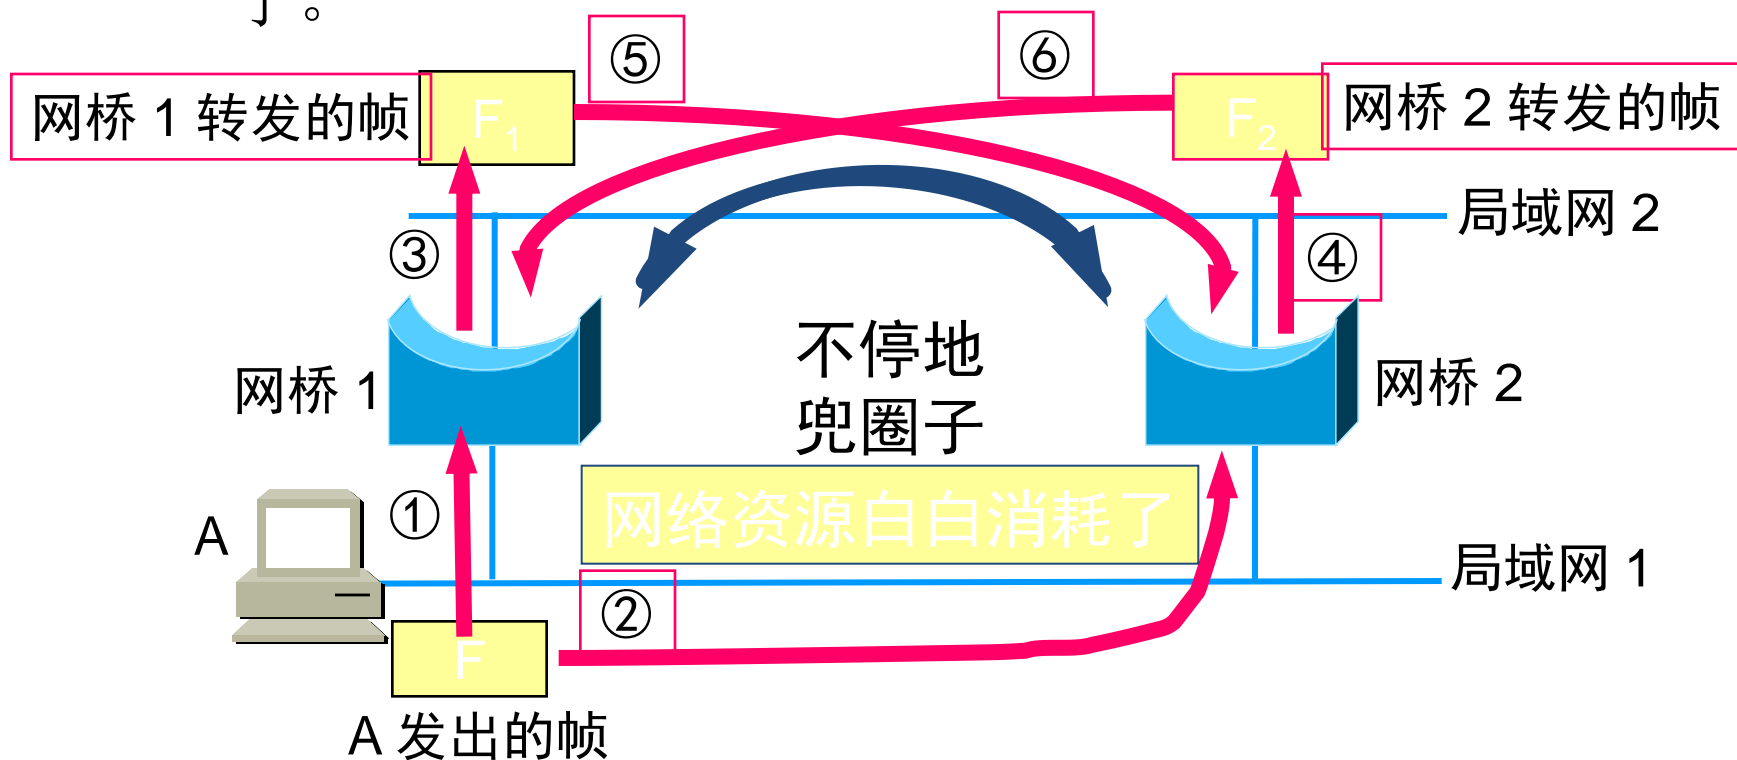 了。
⑤
⑥
网桥 1 转发的帧
F1
F2
网桥 2 转发的帧
局域网 2
③
④
不停地
兜圈子
网桥 1
网桥 2
网络资源白白消耗了
A
①
局域网 1
②
F
A 发出的帧